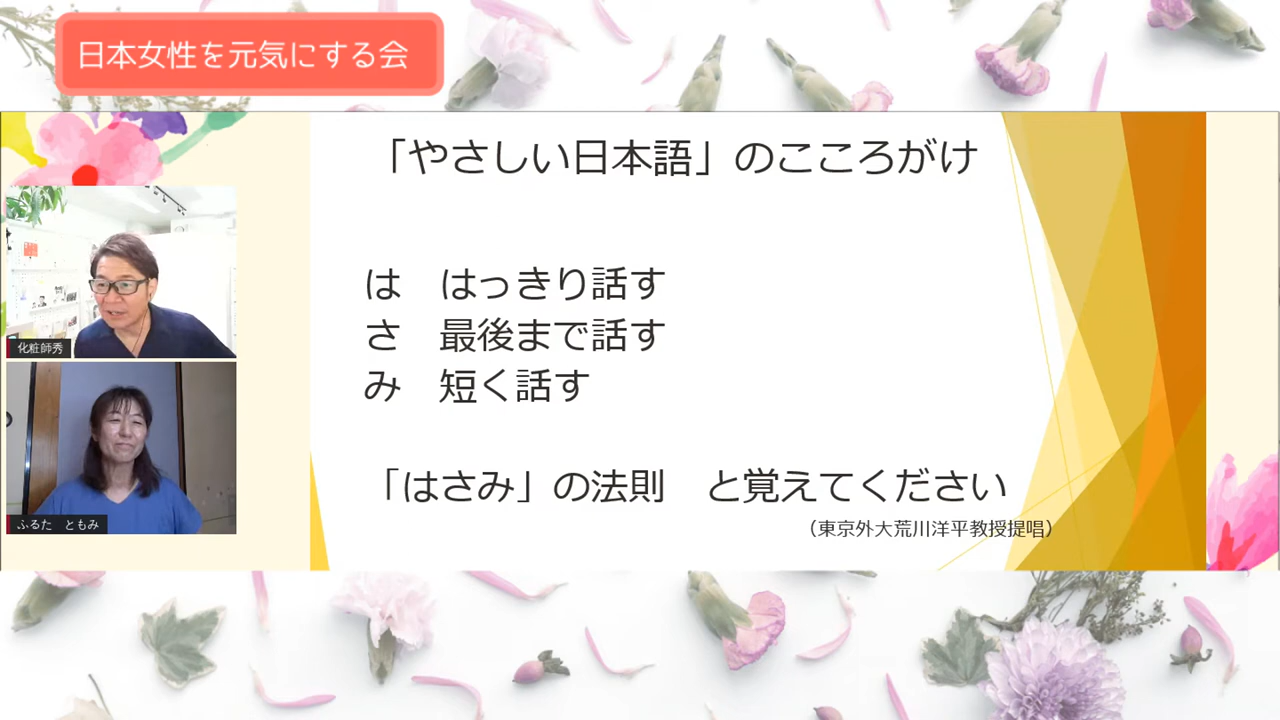 日本女性を元気にする会
「やさしい日本語」のこころがけ
は　はっきり話す
さ　最後まで話す
み　短く話す
「はさみ」の法則　と覚えてください
（東京外大荒川洋平教授提唱）
化粧師秀
ふるた　ともみ